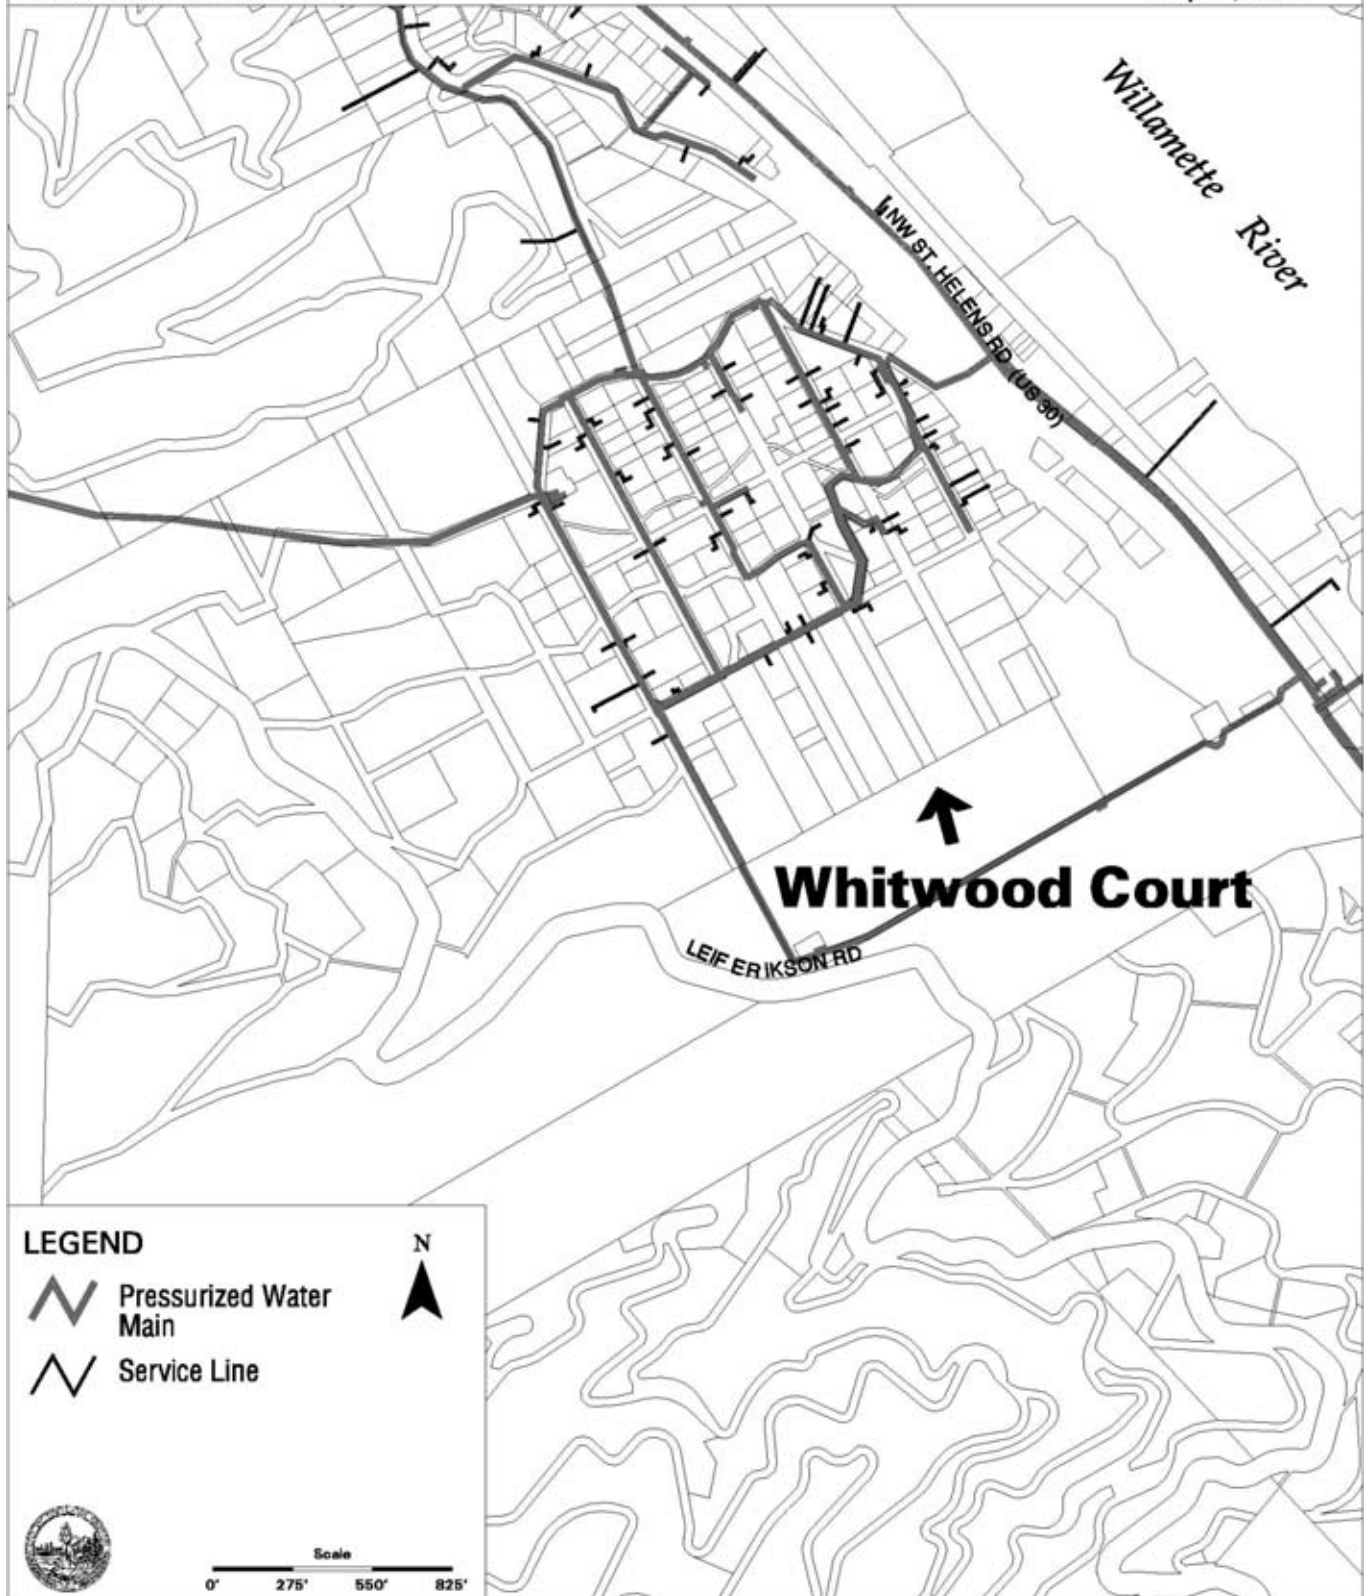 Willamette River
NW ST. HELENS RD (US 30)
Whitwood Court
LEIF ERIKSON RD
LEGEND
N
Pressurized Water
Main
Service Line
Scale
0' 275' 550' 825'